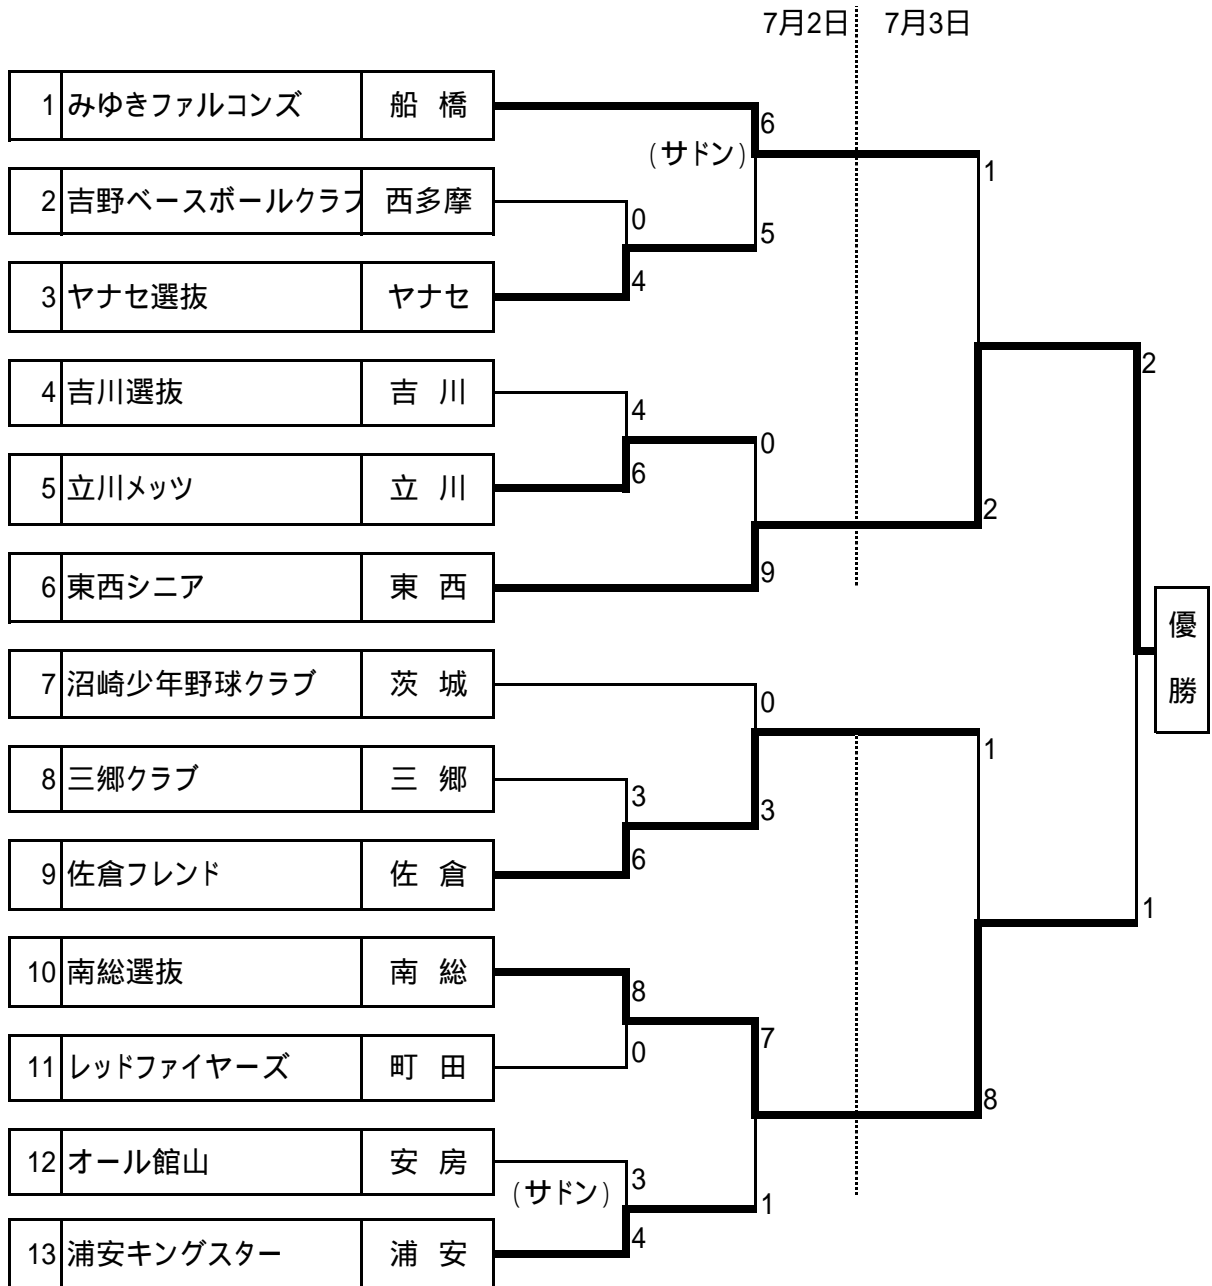 7月2日 7月3日
1 みゆきファルコンズ 船 橋
6
(サドン)
1
2 吉野ベースボールクラブ 西多摩
0
5
4
3 ヤナセ選抜 ヤナセ
2
4 吉川選抜 吉 川
4
0
6
5 立川メッツ 立 川
2
9
6 東西シニア 東 西
優
勝
7 沼崎少年野球クラブ 茨 城
0
1
8 三郷クラブ 三 郷
3
3
6
9 佐倉フレンド 佐 倉
1
10 南総選抜 南 総
8
7
0
11 レッドファイヤーズ 町 田
8
12 オール館山 安 房
3
(サドン)
1
4
13 浦安キングスター 浦 安